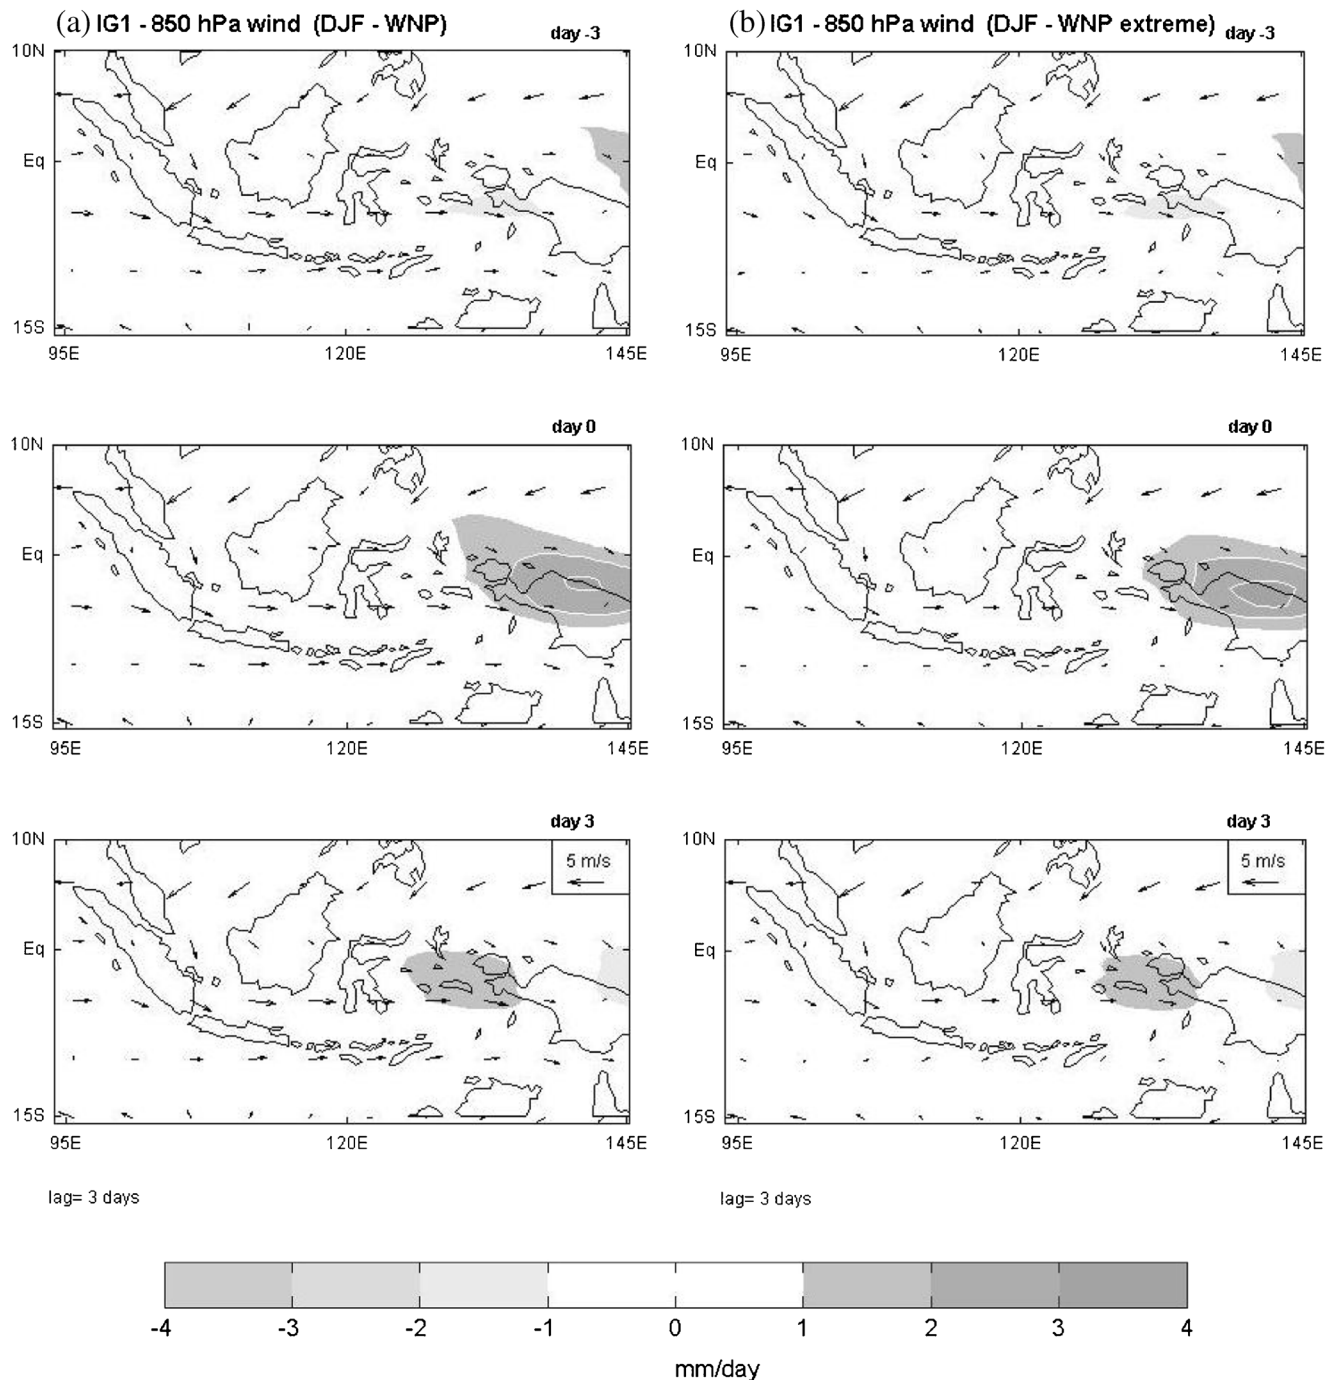 (a) IG1 - 850 hPa wind (DJF - WNP)
day -3
10N
Eq
15S
95E 120E 145E
(b) IG1 - 850 hPa wind (DJF - WNP extreme)
day -3
10N
Eq
15S
95E 120E 145E
day 0
10N
Eq
15S
95E 120E 145E
day 0
10N
Eq
15S
95E 120E 145E
day 3
10N
5 m/s
Eq
15S
95E 120E 145E
day 3
10N
5 m/s
Eq
15S
95E 120E 145E
lag= 3 days
lag= 3 days
-4 -3 -2 -1 0 1 2 3 4
mm/day